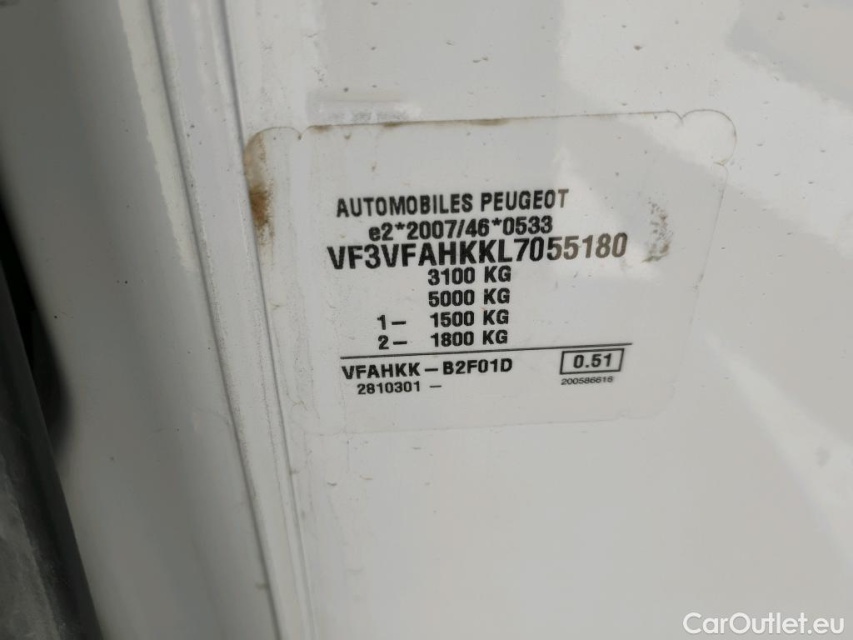 AUTOMOBILES PEUGEOT
e2*2007/46*0533
VF3VFAHKKL7055180
3100 KG
5000 KG
1- 1500 KG
2- 1800 KG
VFAHKK - B2F01D 0.51
2810301 - 200586616
CarOutlet.eu